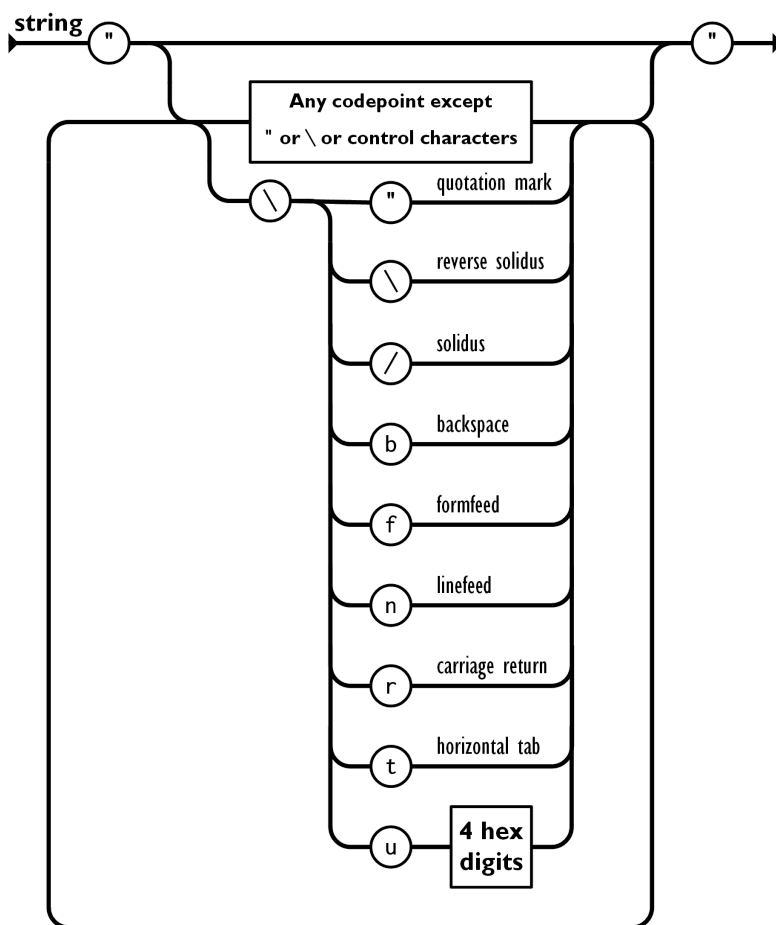 string
" "
Any codepoint except
" or \ or control characters
\ " quotation mark
\ reverse solidus
/ solidus
b backspace
f formfeed
n linefeed
r carriage return
t horizontal tab
u 4 hex
digits